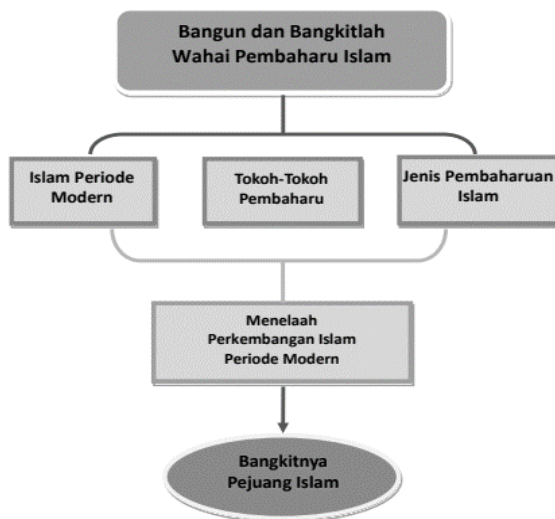 Bangun dan Bangkitlah
Wahai Pembaharu Islam
Islam Periode
Modern
Tokoh-Tokoh
Pembaharu
Jenis Pembaharuan
Islam
Menelaah
Perkembangan Islam
Periode Modern
Bangkitnya
Pejuang Islam